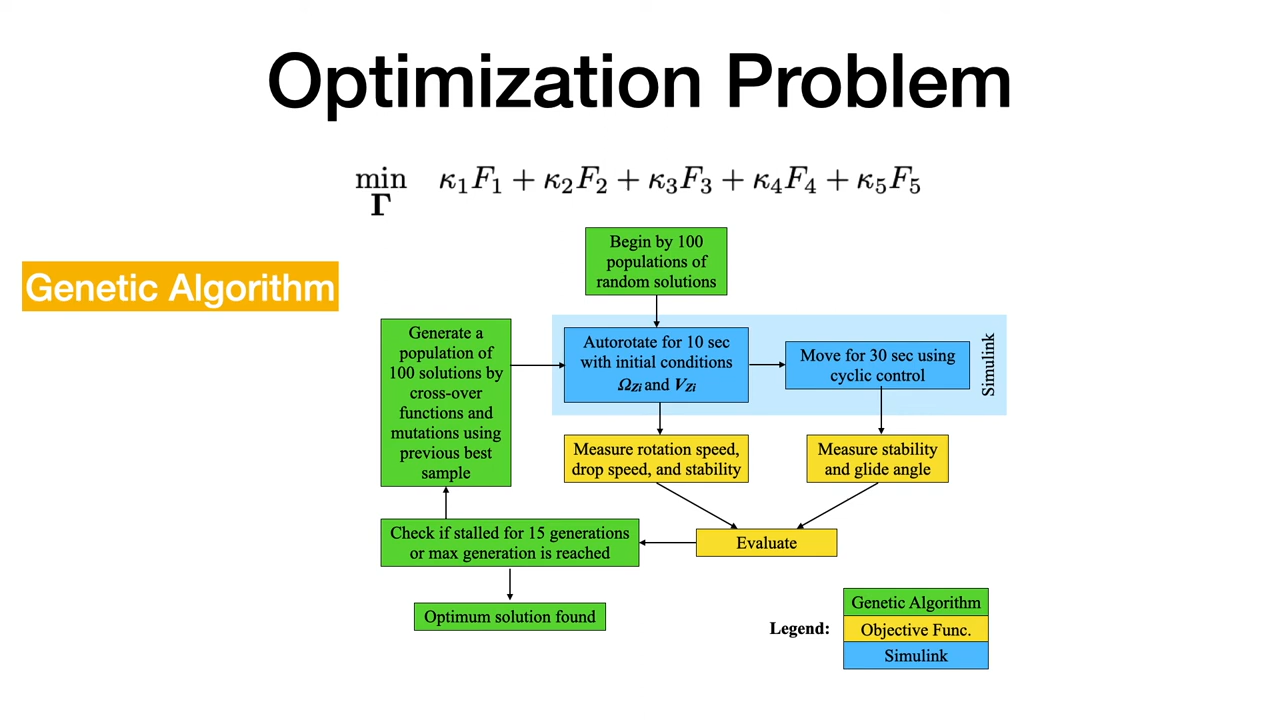 Optimization Problem
min κ₁F₁ + κ₂F₂ + κ₃F₃ + κ₄F₄ + κ₅F₅
Γ
Genetic Algorithm
Begin by 100
populations of
random solutions
Generate a
population of
100 solutions by
cross-over
functions and
mutations using
previous best
sample
Autorotate for 10 sec
with initial conditions
Ω_Zi and V_Zi
Move for 30 sec using
cyclic control
Simulink
Measure rotation speed,
drop speed, and stability
Measure stability
and glide angle
Check if stalled for 15 generations
or max generation is reached
Evaluate
Optimum solution found
Legend:
Genetic Algorithm
Objective Func.
Simulink